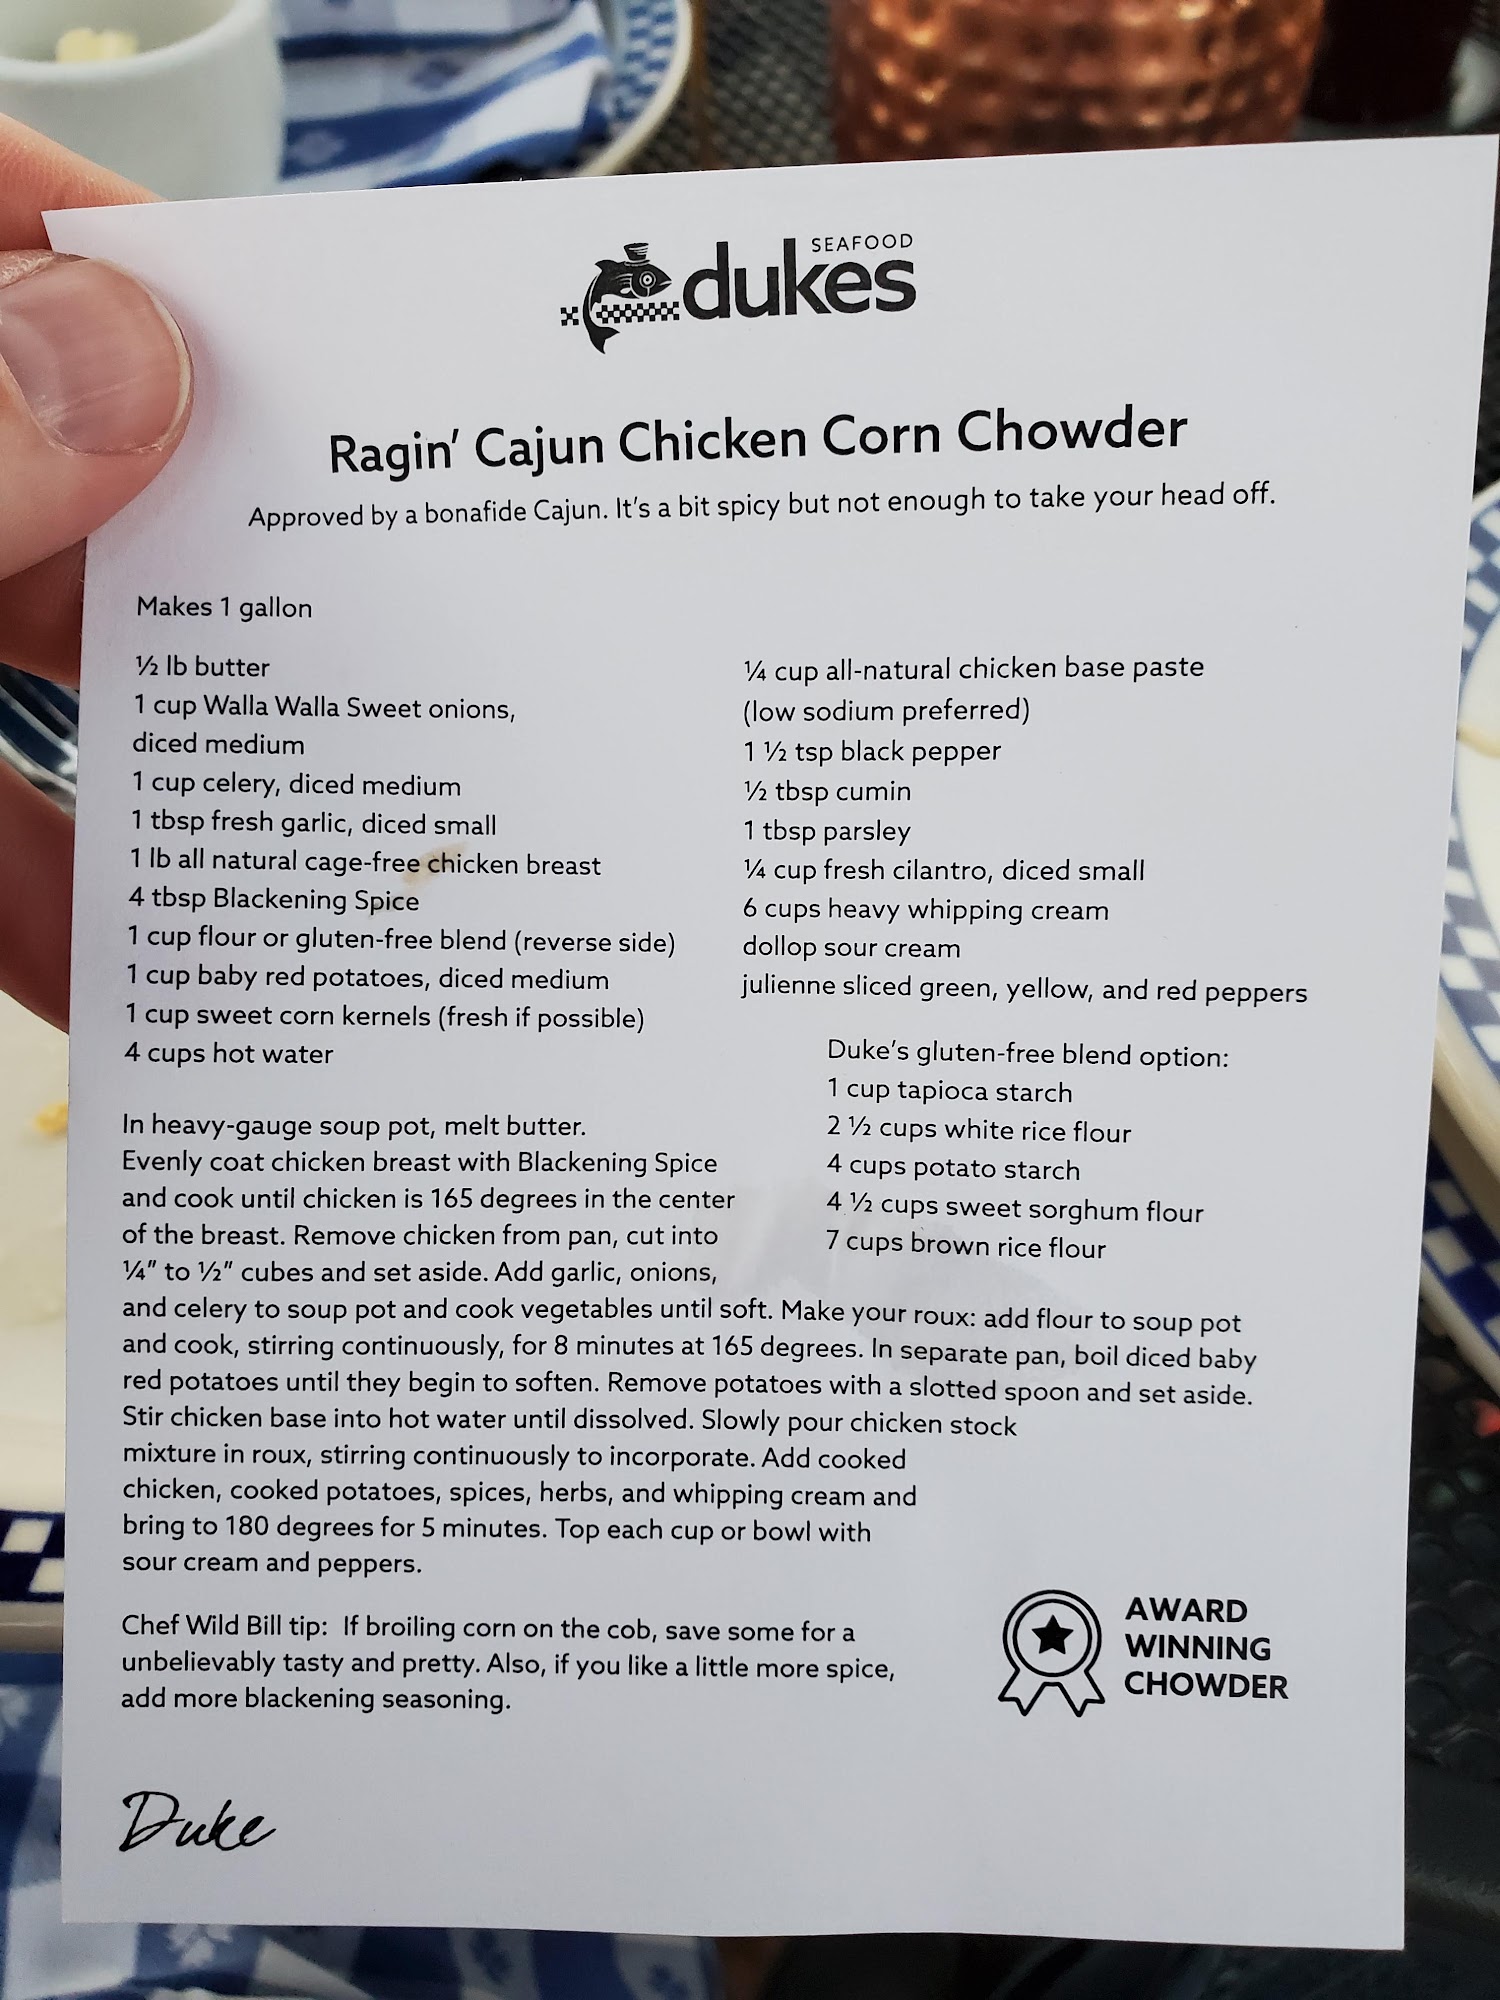 SEAFOOD
dukes
Ragin' Cajun Chicken Corn Chowder
Approved by a bonafide Cajun. It's a bit spicy but not enough to take your head off.
Makes 1 gallon
½ lb butter
1 cup Walla Walla Sweet onions,
diced medium
1 cup celery, diced medium
1 tbsp fresh garlic, diced small
1 lb all natural cage-free chicken breast
4 tbsp Blackening Spice
1 cup flour or gluten-free blend (reverse side)
1 cup baby red potatoes, diced medium
1 cup sweet corn kernels (fresh if possible)
4 cups hot water
¼ cup all-natural chicken base paste
(low sodium preferred)
1 ½ tsp black pepper
½ tbsp cumin
1 tbsp parsley
¼ cup fresh cilantro, diced small
6 cups heavy whipping cream
dollop sour cream
julienne sliced green, yellow, and red peppers
Duke's gluten-free blend option:
1 cup tapioca starch
2 ½ cups white rice flour
4 cups potato starch
4 ½ cups sweet sorghum flour
7 cups brown rice flour
In heavy-gauge soup pot, melt butter.
Evenly coat chicken breast with Blackening Spice
and cook until chicken is 165 degrees in the center
of the breast. Remove chicken from pan, cut into
¼" to ½" cubes and set aside. Add garlic, onions,
and celery to soup pot and cook vegetables until soft. Make your roux: add flour to soup pot
and cook, stirring continuously, for 8 minutes at 165 degrees. In separate pan, boil diced baby
red potatoes until they begin to soften. Remove potatoes with a slotted spoon and set aside.
Stir chicken base into hot water until dissolved. Slowly pour chicken stock
mixture in roux, stirring continuously to incorporate. Add cooked
chicken, cooked potatoes, spices, herbs, and whipping cream and
bring to 180 degrees for 5 minutes. Top each cup or bowl with
sour cream and peppers.
Chef Wild Bill tip: If broiling corn on the cob, save some for a
unbelievably tasty and pretty. Also, if you like a little more spice,
add more blackening seasoning.
AWARD
WINNING
CHOWDER
Duke